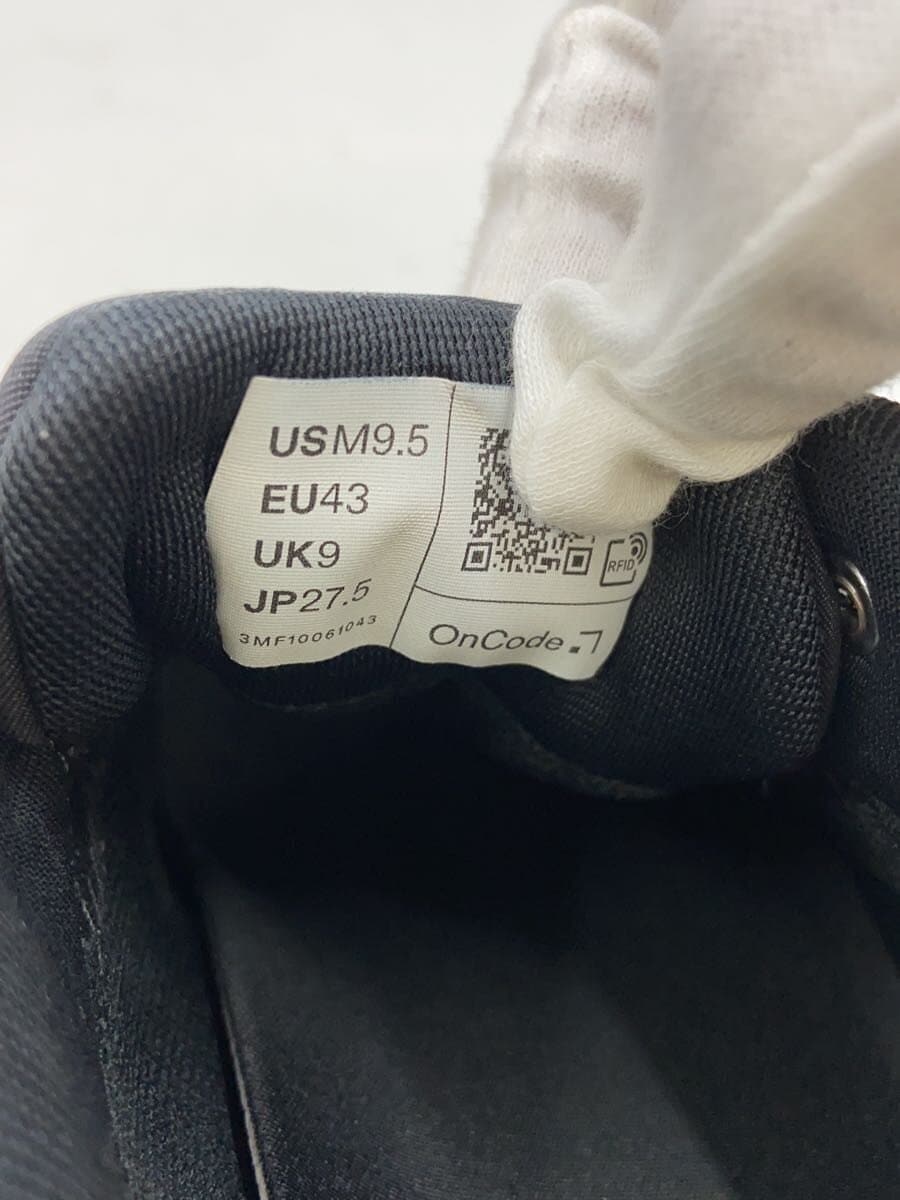 USM9.5
EU43
UK9
JP27.5
3MF10061043
RFID
OnCode